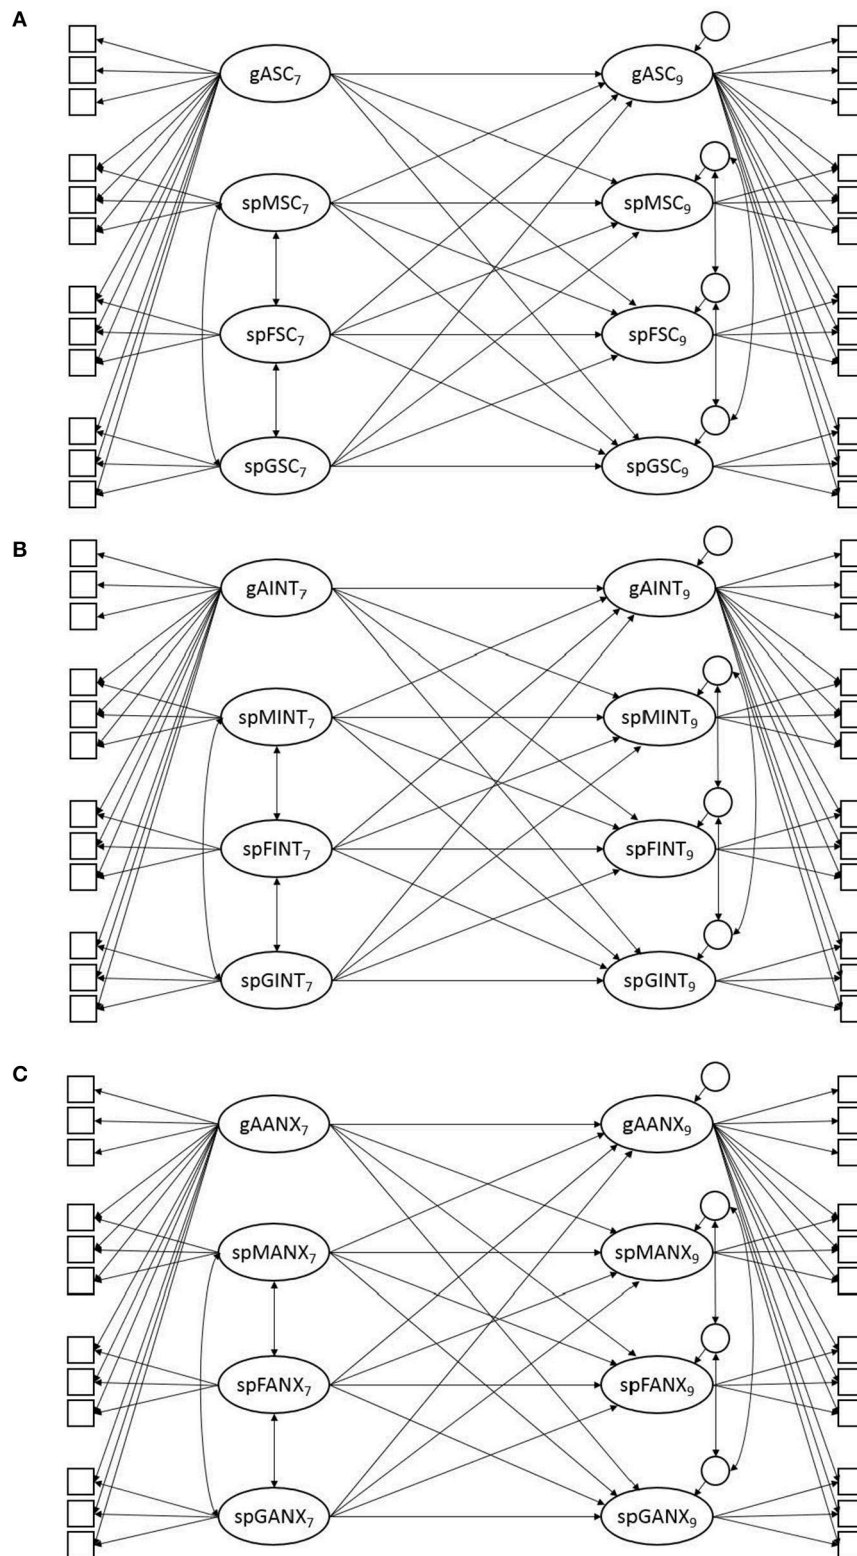 A
gASC₇ gASC₉
spMSC₇ spMSC₉
spFSC₇ spFSC₉
spGSC₇ spGSC₉
B
gAINT₇ gAINT₉
spMINT₇ spMINT₉
spFINT₇ spFINT₉
spGINT₇ spGINT₉
C
gAANX₇ gAANX₉
spMANX₇ spMANX₉
spFANX₇ spFANX₉
spGANX₇ spGANX₉